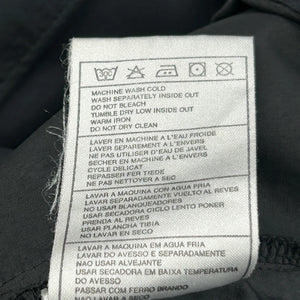 MACHINE WASH COLD
WASH SEPARATELY INSIDE OUT
DO NOT BLEACH
TUMBLE DRY LOW INSIDE OUT
WARM IRON
DO NOT DRY CLEAN
LAVER EN MACHINE A L'EAU FROIDE
LAVER SEPAREMENT A L'ENVERS
NE PAS UTILISER D'EAU DE JAVEL
SECHER EN MACHINE A L'ENVERS
CYCLE DELICAT
REPASSER FER TIEDE
NE PAS NETTOYER A SEC
LAVAR A MAQUINA CON AGUA FRIA
LAVAR SEPARADAMENTE VUELTO AL REVES
NO USAR BLANQUEADORES
USAR SECADORA CICLO LENTO PONER
PRENDA AL REVES
USAR PLANCHA TIBIA
NO USAR LAVADO EN SECO
LAVAR A MAQUINA EM AGUA FRIA
LAVAR DO AVESSO E SEPARADAMENTE
NAO USAR ALVEJANTE
USAR SECADORA EM BAIXA TEMPERATURA
DO AVESSO
PASSAR COM FERRO BRANDO
NAO LAVAR A SECO